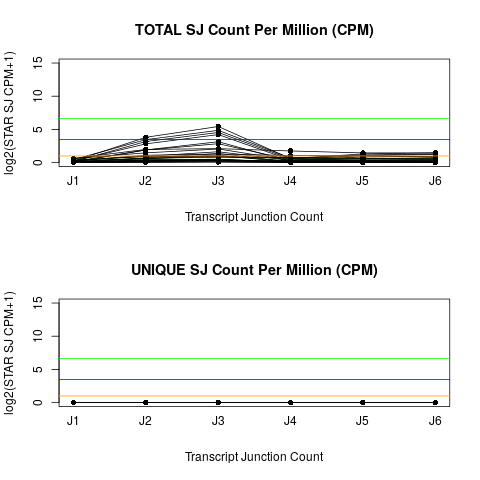 TOTAL SJ Count Per Million (CPM)
log2(STAR SJ CPM+1)
15
10
5
0
J1 J2 J3 J4 J5 J6
Transcript Junction Count
UNIQUE SJ Count Per Million (CPM)
log2(STAR SJ CPM+1)
15
10
5
0
J1 J2 J3 J4 J5 J6
Transcript Junction Count